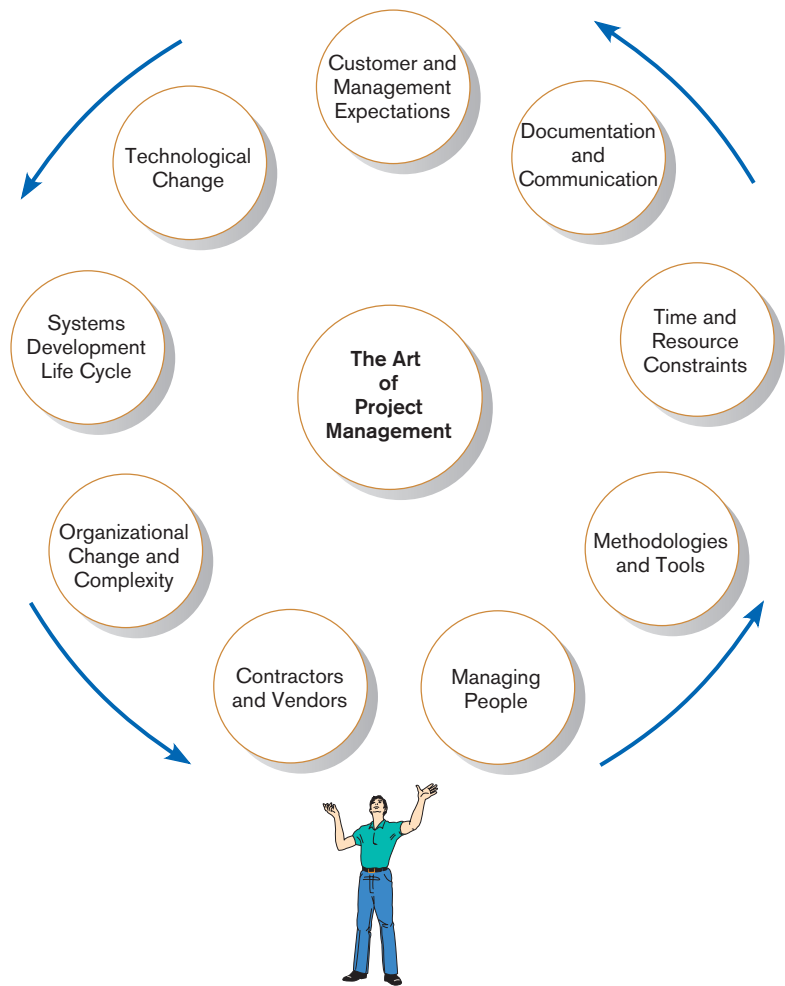 Customer and
Management
Expectations
Documentation
and
Communication
Technological
Change
Time and
Resource
Constraints
Systems
Development
Life Cycle
The Art
of
Project
Management
Organizational
Change and
Complexity
Methodologies
and Tools
Contractors
and Vendors
Managing
People